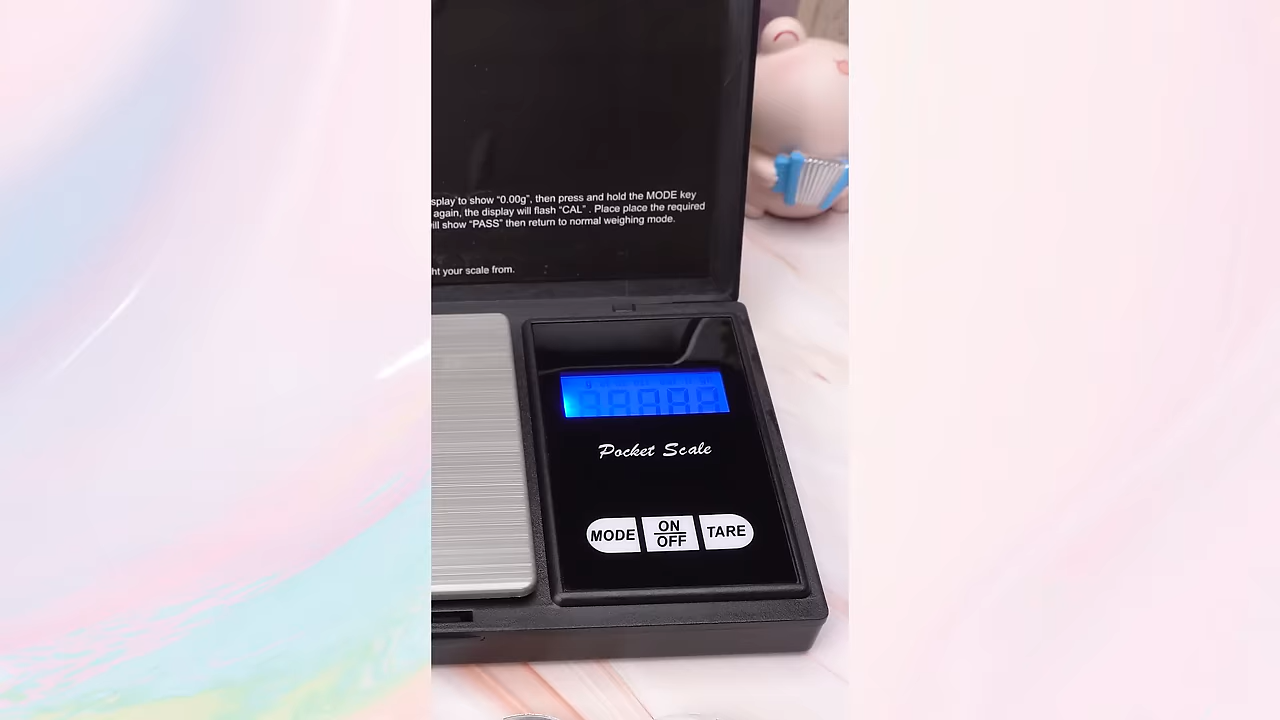 splay to show “0.00g”, then press and hold the MODE key
again, the display will flash “CAL” . Place place the required
ill show “PASS” then return to normal weighing mode.
ht your scale from.
Pocket Scale
MODE
ON
OFF
TARE